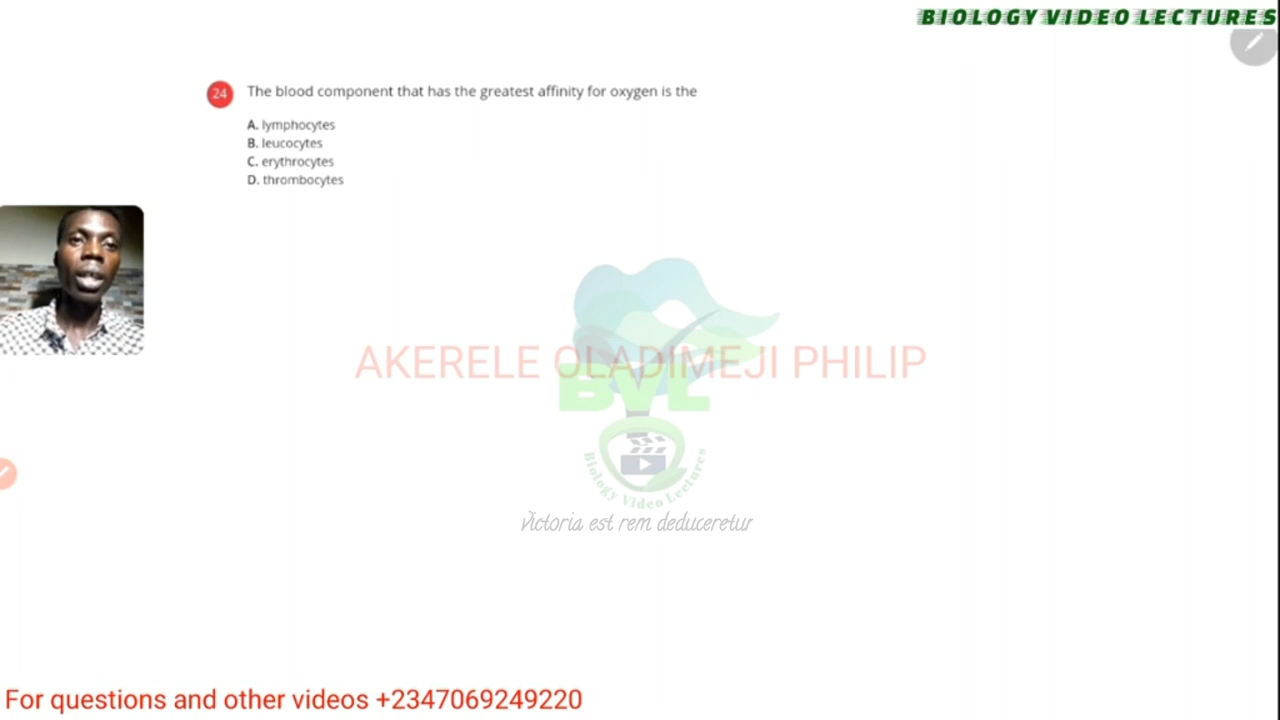 BIOLOGY VIDEO LECTURES
24 The blood component that has the greatest affinity for oxygen is the
A. lymphocytes
B. leucocytes
C. erythrocytes
D. thrombocytes
AKERELE OLADIMEJI PHILIP
BVL
Biology Video Lectures
Victoria est rem deduceretur
For questions and other videos +2347069249220